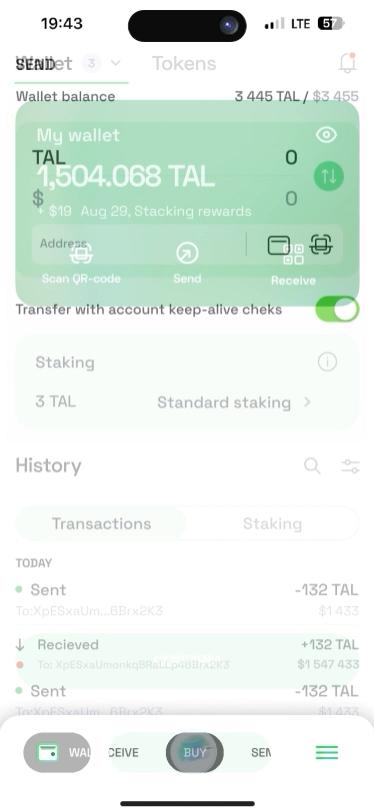 19:43 LTE 57
SEND
Wallet 3 Tokens
Wallet balance 3 445 TAL / $3 455
My wallet
TAL 0
1,504.068 TAL
$ 0
+ $19 Aug 29, Stacking rewards
Address
Scan QR-code Send Receive
Transfer with account keep-alive cheks
Staking
3 TAL Standard staking
History
Transactions Staking
TODAY
Sent -132 TAL
To:XpESxaUm...6Brx2K3 $1 433
Recieved +132 TAL
To: XpESxaUmonkqBRaLLp46Brx2K3 $1 547 433
Sent -132 TAL
To:XpESxaUm...6Brx2K3 $1 433
WAL CEIVE BUY SEN